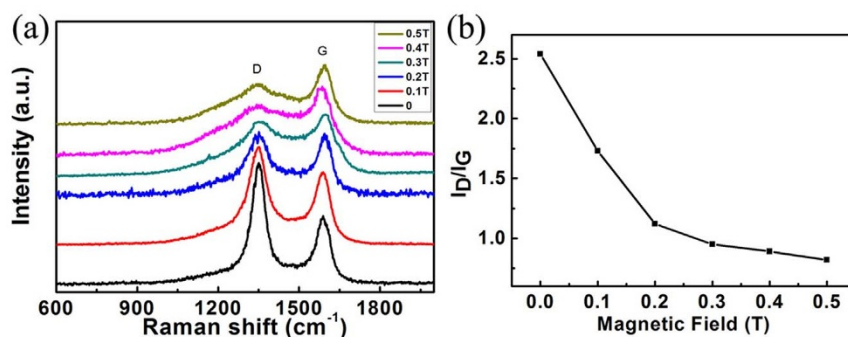 (a)
Intensity (a.u.)
D
G
0.5T
0.4T
0.3T
0.2T
0.1T
0
600 900 1200 1500 1800
Raman shift (cm⁻¹)
(b)
I_D/I_G
2.5
2.0
1.5
1.0
0.0 0.1 0.2 0.3 0.4 0.5
Magnetic Field (T)